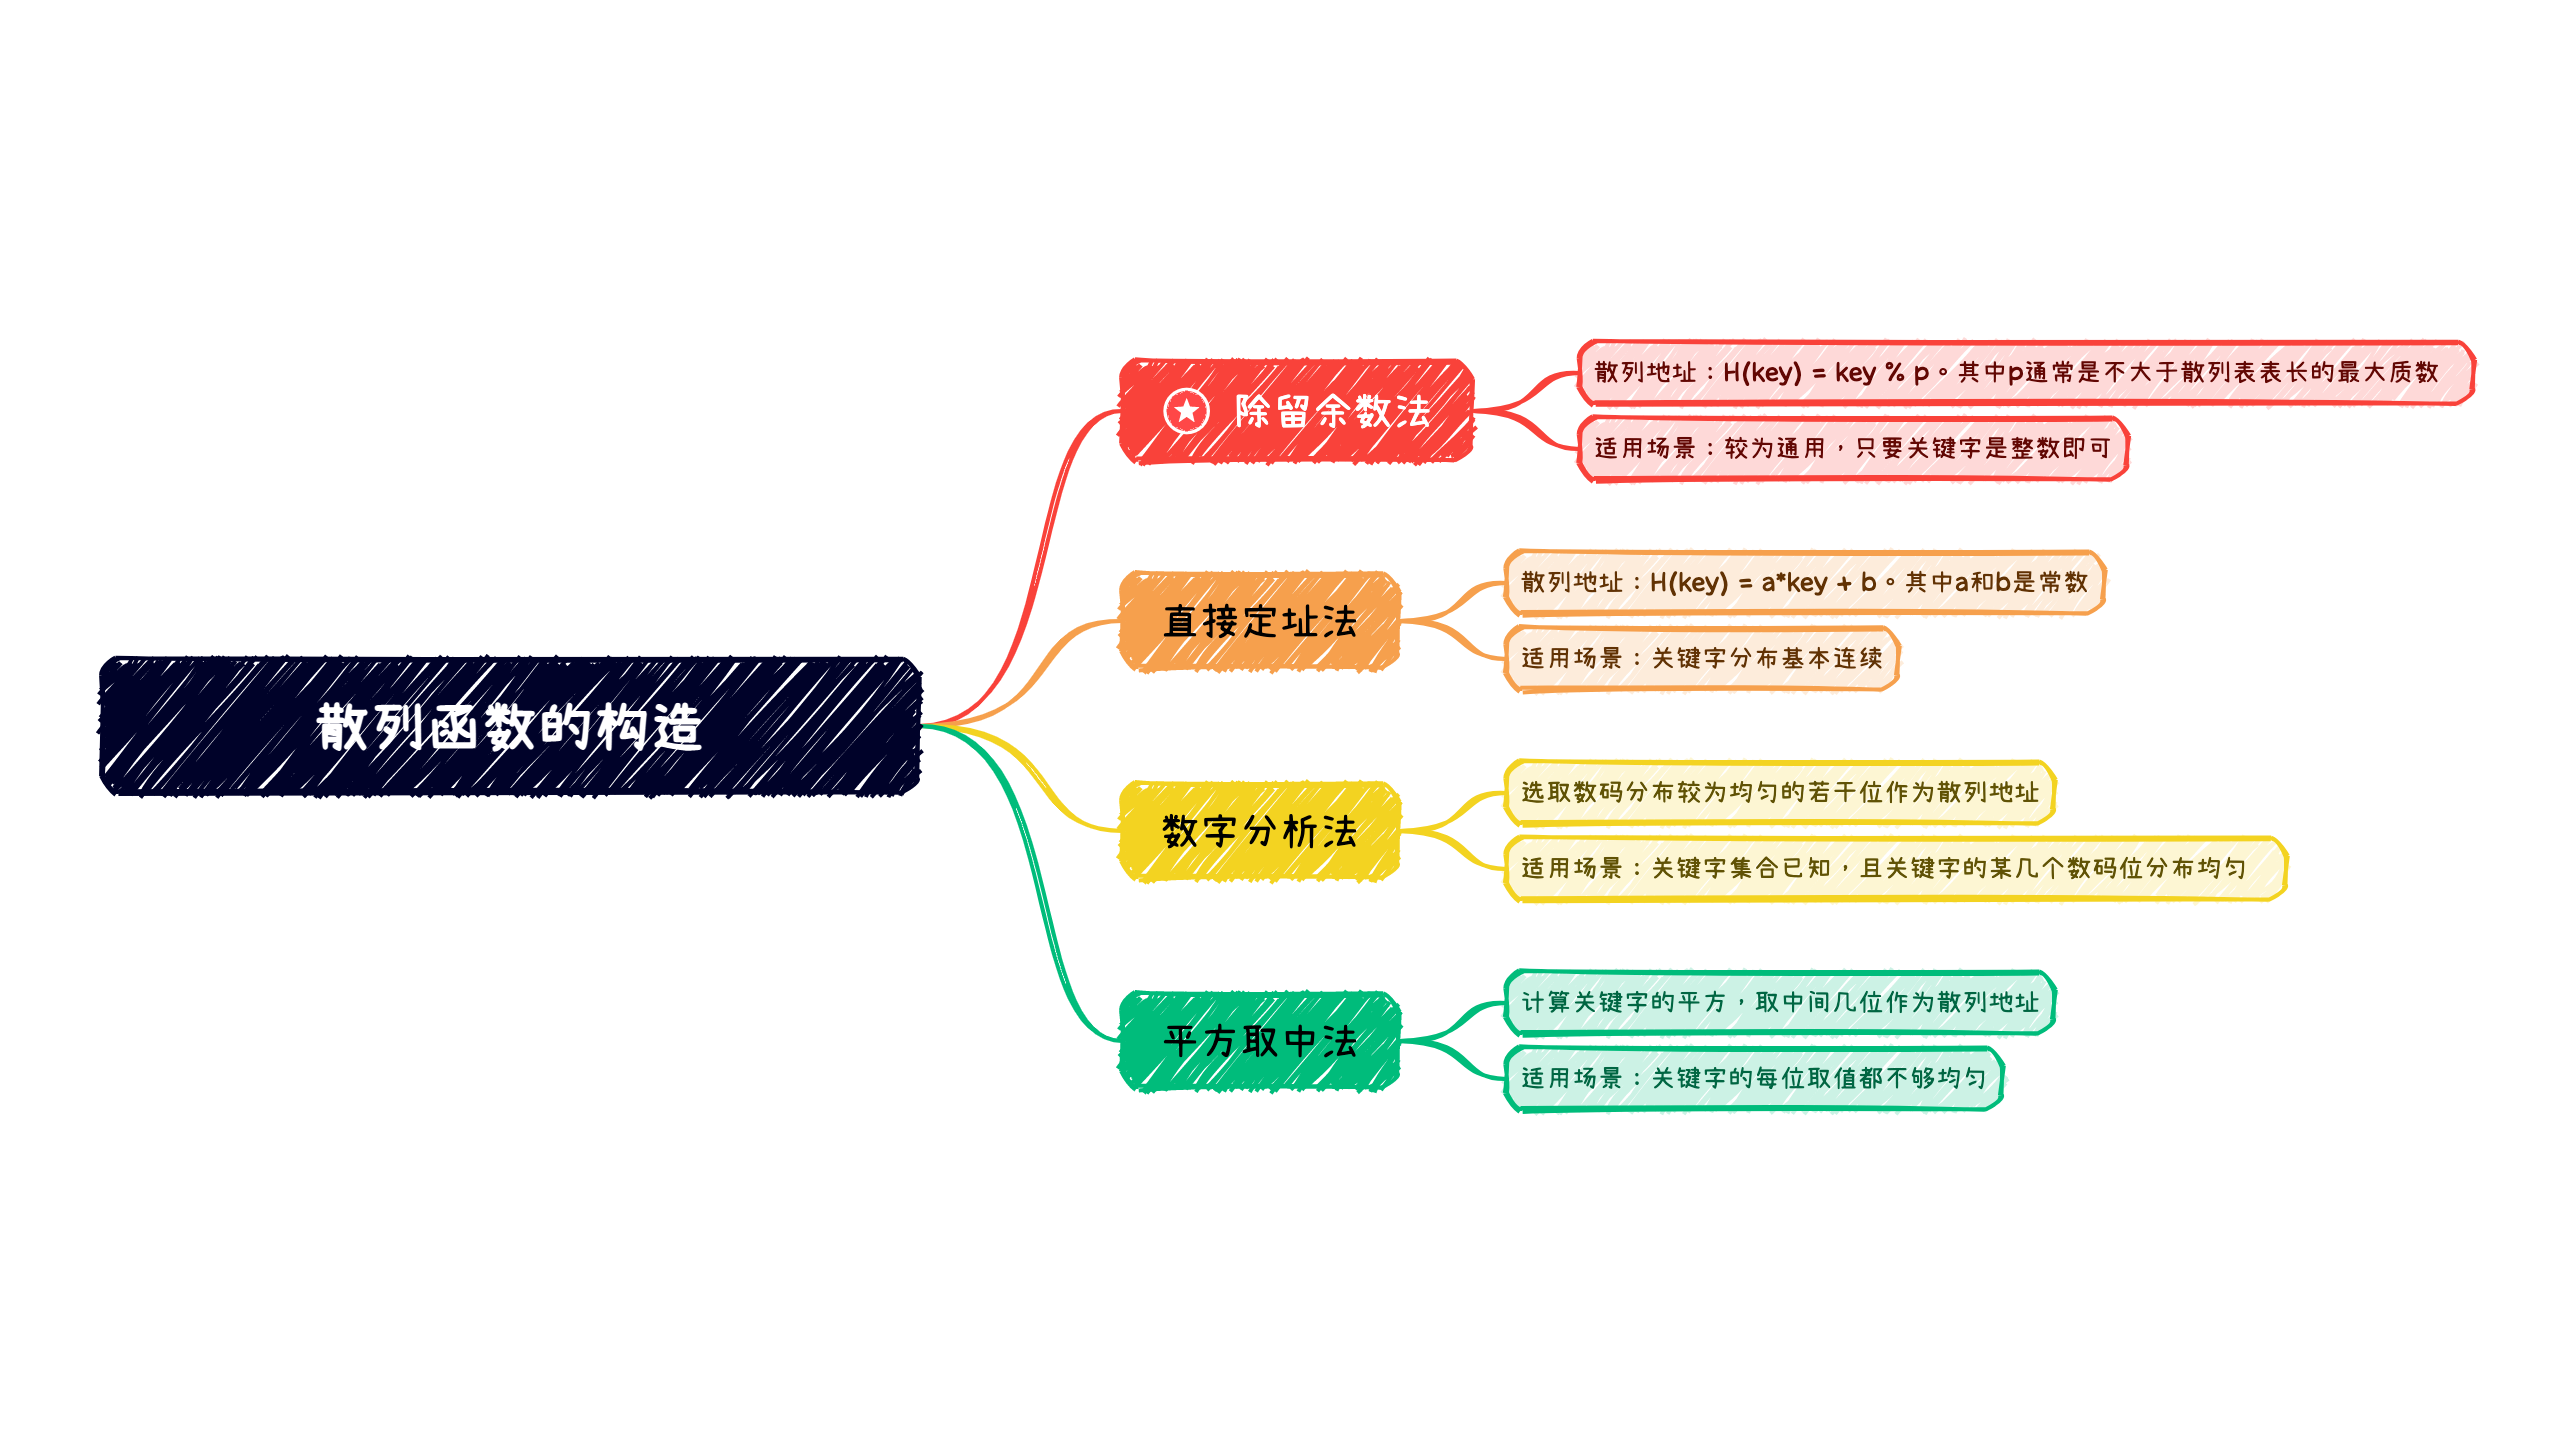 散列函数的构造
除留余数法
散列地址：H(key) = key % p。其中p通常是不大于散列表表长的最大质数
适用场景：较为通用，只要关键字是整数即可
直接定址法
散列地址：H(key) = a*key + b。其中a和b是常数
适用场景：关键字分布基本连续
数字分析法
选取数码分布较为均匀的若干位作为散列地址
适用场景：关键字集合已知，且关键字的某几个数码位分布均匀
平方取中法
计算关键字的平方，取中间几位作为散列地址
适用场景：关键字的每位取值都不够均匀